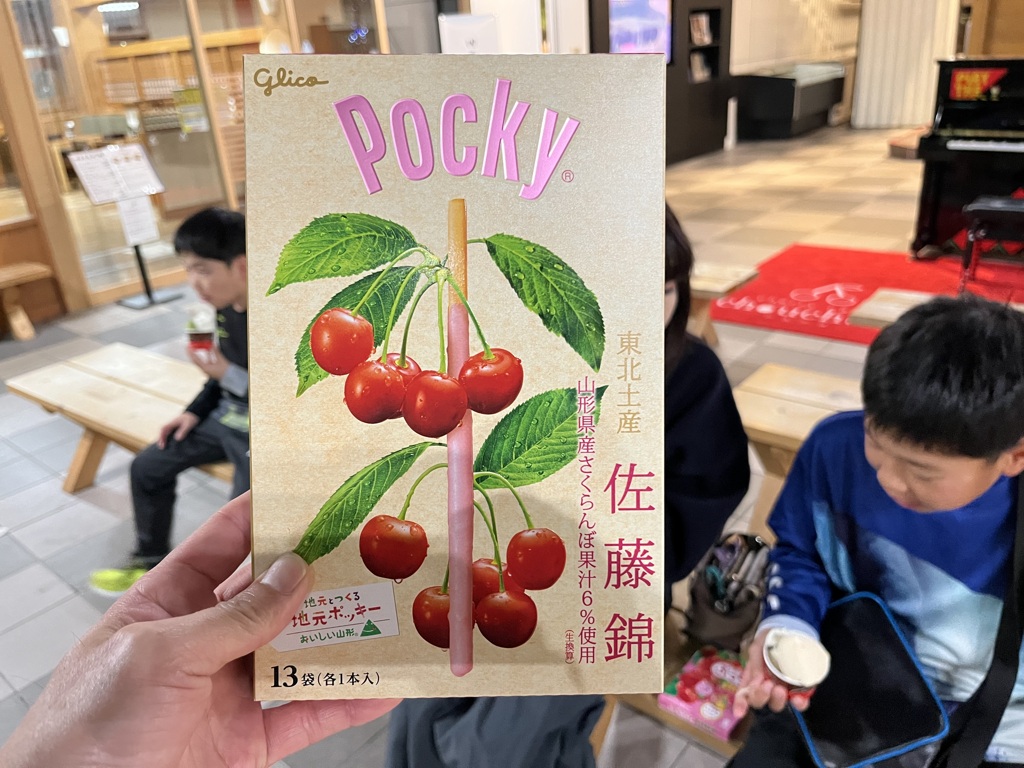 Glico
Pocky®
東北土産
佐藤錦
山形県産さくらんぼ果汁6%使用
(生換算)
地元とつくる
地元ポッキー
おいしい山形。
13袋(各1本入)